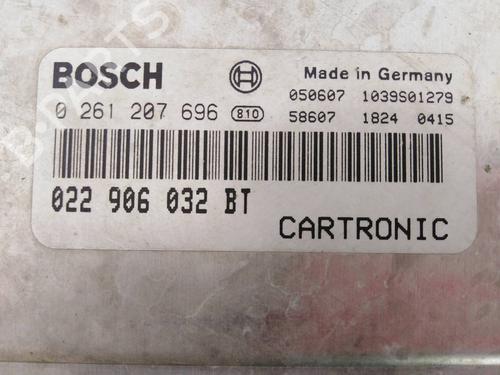 BOSCH
Made in Germany
0 261 207 696 810
050607 1039S01279
58607 1824 0415
022 906 032 BT
CARTRONIC
B-PARTS